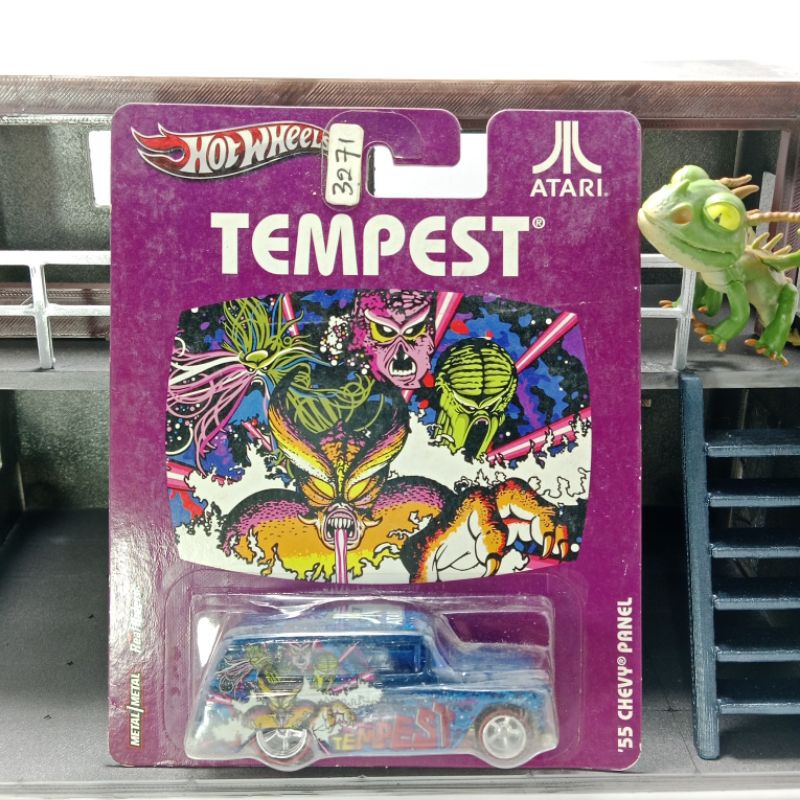 HOT WHEELS
3271
ATARI®
TEMPEST®
METAL/METAL
'55 CHEVY® PANEL
TEMPEST